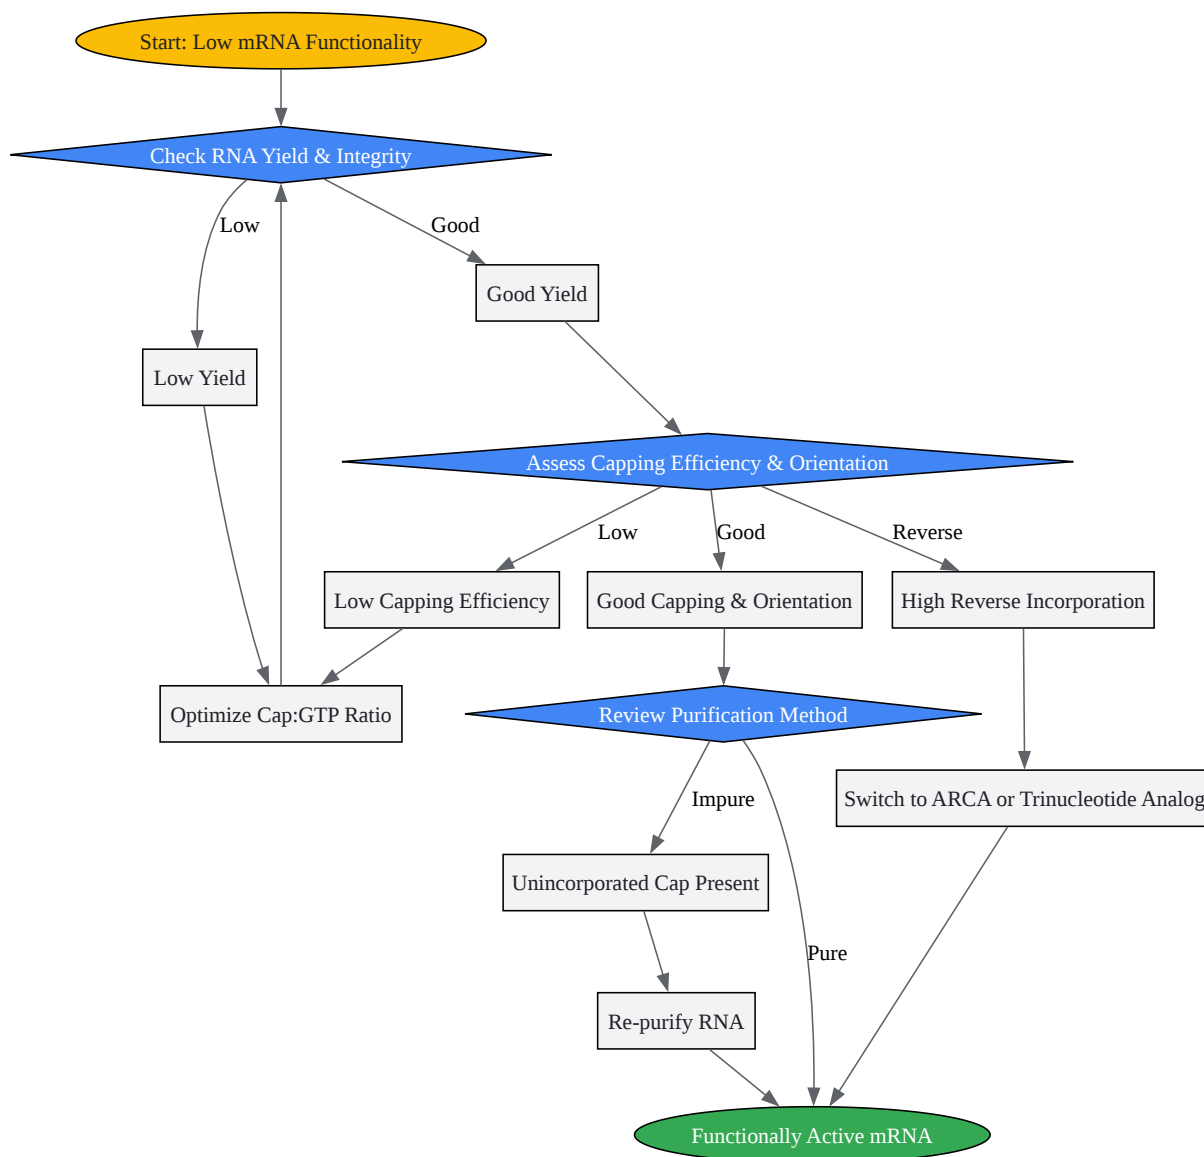 Start: Low mRNA Functionality
Check RNA Yield & Integrity
Low
Good
Good Yield
Low Yield
Assess Capping Efficiency & Orientation
Low
Good
Reverse
Low Capping Efficiency
Good Capping & Orientation
High Reverse Incorporation
Optimize Cap:GTP Ratio
Review Purification Method
Impure
Switch to ARCA or Trinucleotide Analog
Unincorporated Cap Present
Pure
Re-purify RNA
Functionally Active mRNA